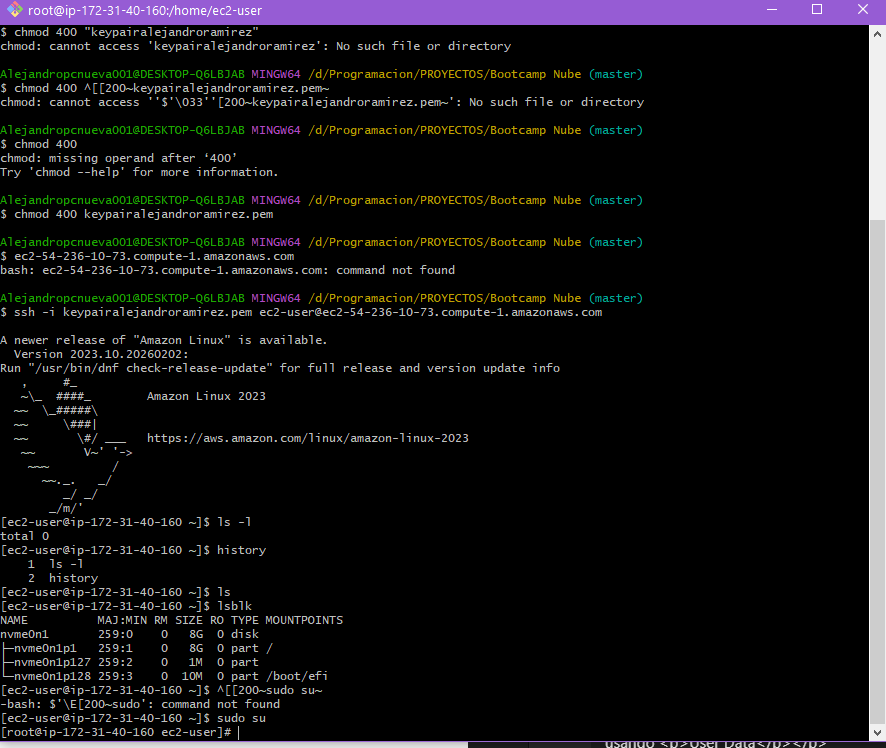 root@ip-172-31-40-160:/home/ec2-user
$ chmod 400 "keypairalejandroramirez"
chmod: cannot access 'keypairalejandroramirez': No such file or directory

Alejandropcnueva001@DESKTOP-Q6LBJAB MINGW64 /d/Programacion/PROYECTOS/Bootcamp Nube (master)
$ chmod 400 ^[[200~keypairalejandroramirez.pem~
chmod: cannot access ''$'\033''[200~keypairalejandroramirez.pem~': No such file or directory

Alejandropcnueva001@DESKTOP-Q6LBJAB MINGW64 /d/Programacion/PROYECTOS/Bootcamp Nube (master)
$ chmod 400
chmod: missing operand after ‘400’
Try 'chmod --help' for more information.

Alejandropcnueva001@DESKTOP-Q6LBJAB MINGW64 /d/Programacion/PROYECTOS/Bootcamp Nube (master)
$ chmod 400 keypairalejandroramirez.pem

Alejandropcnueva001@DESKTOP-Q6LBJAB MINGW64 /d/Programacion/PROYECTOS/Bootcamp Nube (master)
$ ec2-54-236-10-73.compute-1.amazonaws.com
bash: ec2-54-236-10-73.compute-1.amazonaws.com: command not found

Alejandropcnueva001@DESKTOP-Q6LBJAB MINGW64 /d/Programacion/PROYECTOS/Bootcamp Nube (master)
$ ssh -i keypairalejandroramirez.pem ec2-user@ec2-54-236-10-73.compute-1.amazonaws.com

A newer release of "Amazon Linux" is available.
  Version 2023.10.20260202:
Run "/usr/bin/dnf check-release-update" for full release and version update info
   ,     #_
   ~\_  ####_        Amazon Linux 2023
  ~~  \_#####\
  ~~     \###|
  ~~       \#/ ___   https://aws.amazon.com/linux/amazon-linux-2023
   ~~       V~' '->
    ~~~         /
      ~~._.   _/
         _/ _/
       _/m/'
[ec2-user@ip-172-31-40-160 ~]$ ls -l
total 0
[ec2-user@ip-172-31-40-160 ~]$ history
    1  ls -l
    2  history
[ec2-user@ip-172-31-40-160 ~]$ ls
[ec2-user@ip-172-31-40-160 ~]$ lsblk
NAME          MAJ:MIN RM SIZE RO TYPE MOUNTPOINTS
nvme0n1       259:0    0   8G  0 disk
├─nvme0n1p1   259:1    0   8G  0 part /
├─nvme0n1p127 259:2    0   1M  0 part
└─nvme0n1p128 259:3    0  10M  0 part /boot/efi
[ec2-user@ip-172-31-40-160 ~]$ ^[[200~sudo su~
-bash: $'\E[200~sudo': command not found
[ec2-user@ip-172-31-40-160 ~]$ sudo su
[root@ip-172-31-40-160 ec2-user]#
usando <p>User Data</p></p>